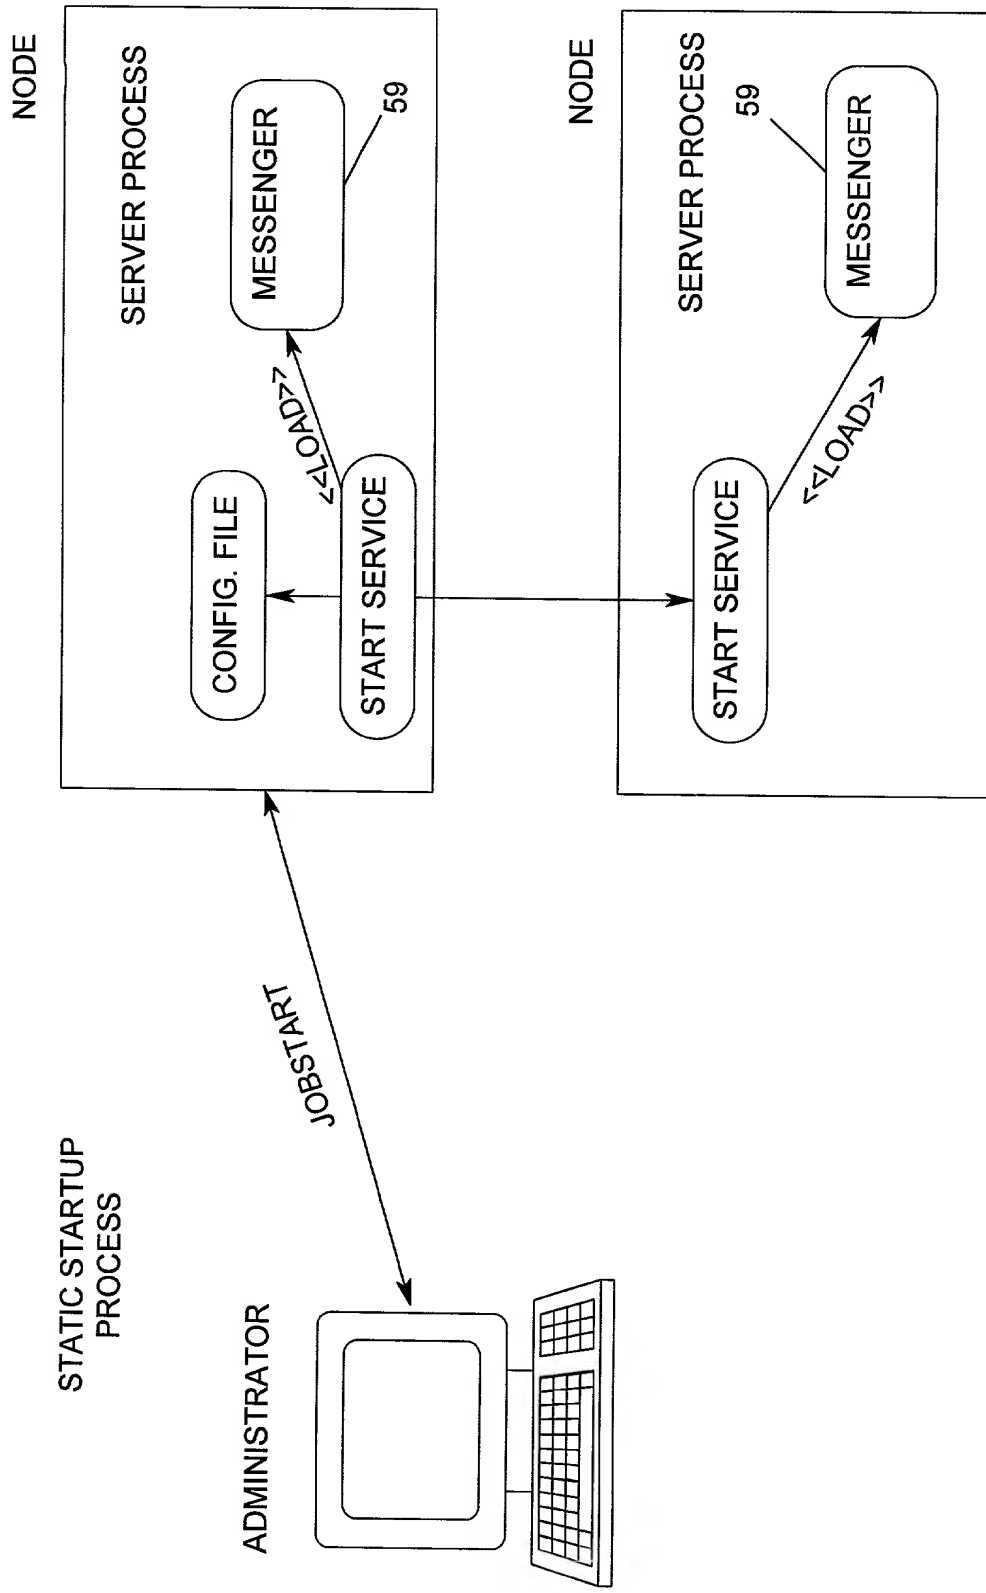 STATIC STARTUP
PROCESS
ADMINISTRATOR
JOBSTART
NODE
SERVER PROCESS
CONFIG. FILE
<<LOAD>>
MESSENGER
START SERVICE
59
NODE
SERVER PROCESS
59
START SERVICE
MESSENGER
<<LOAD>>